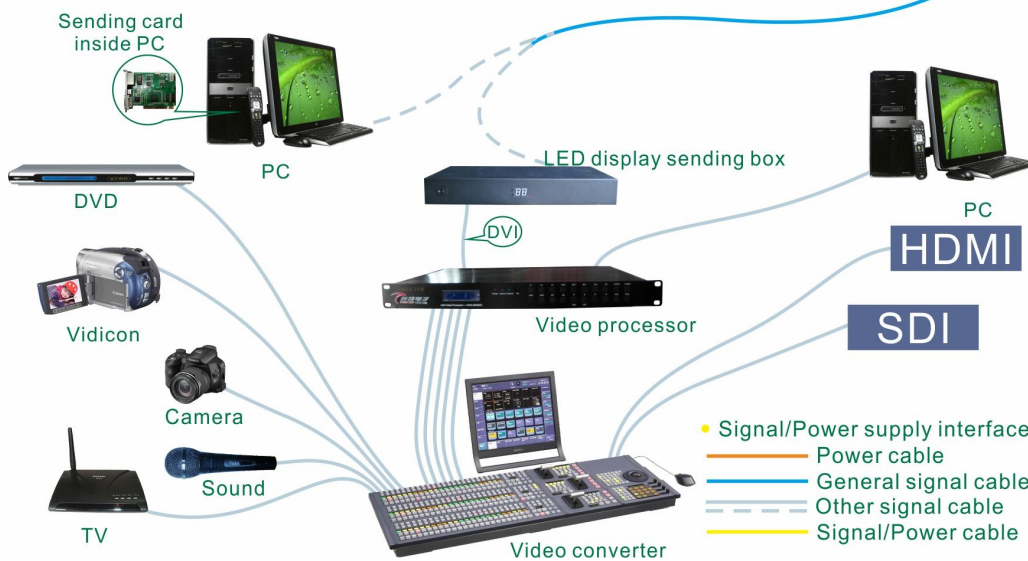 Sending card
inside PC
PC
LED display sending box
88
PC
DVD
DVI
HDMI
Vidicon
Video processor
SDI
Camera
Sound
TV
Video converter
Signal/Power supply interface
Power cable
General signal cable
Other signal cable
Signal/Power cable